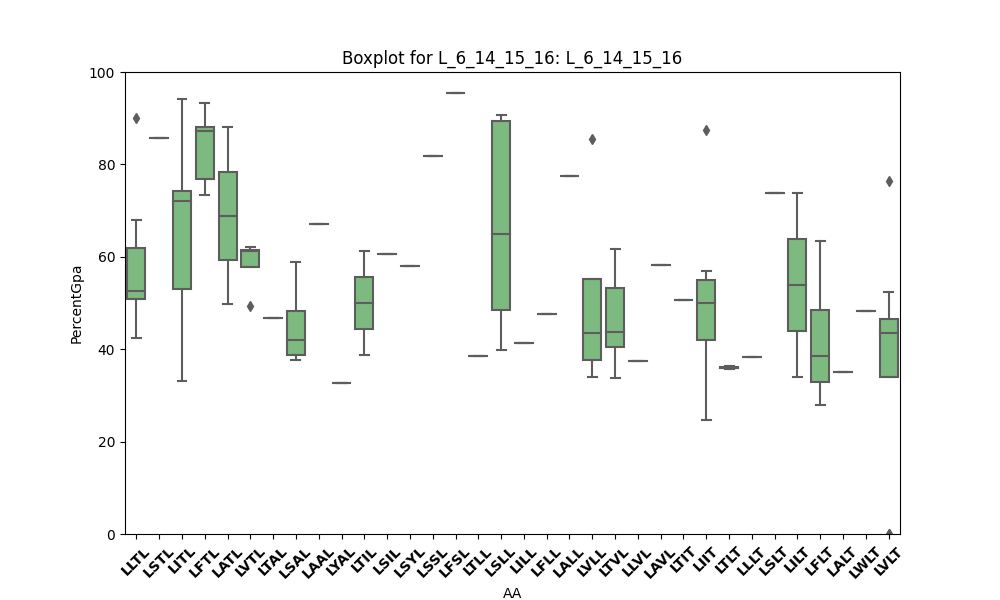 Boxplot for L_6_14_15_16: L_6_14_15_16
100
80
60
40
20
0
PercentGpa
LLTL LSTL LITL LFTL LATL LVTL LTAL LSAL LAAL LYAL LTIL LSIL LSYL LSSL LFSL LTLL LSLL LILL LFLL LALL LVLL LTVL LLVL LAVL LTIT LIIT LTLT LLLT LSLT LILT LFLT LALT LWLT LVLT
AA